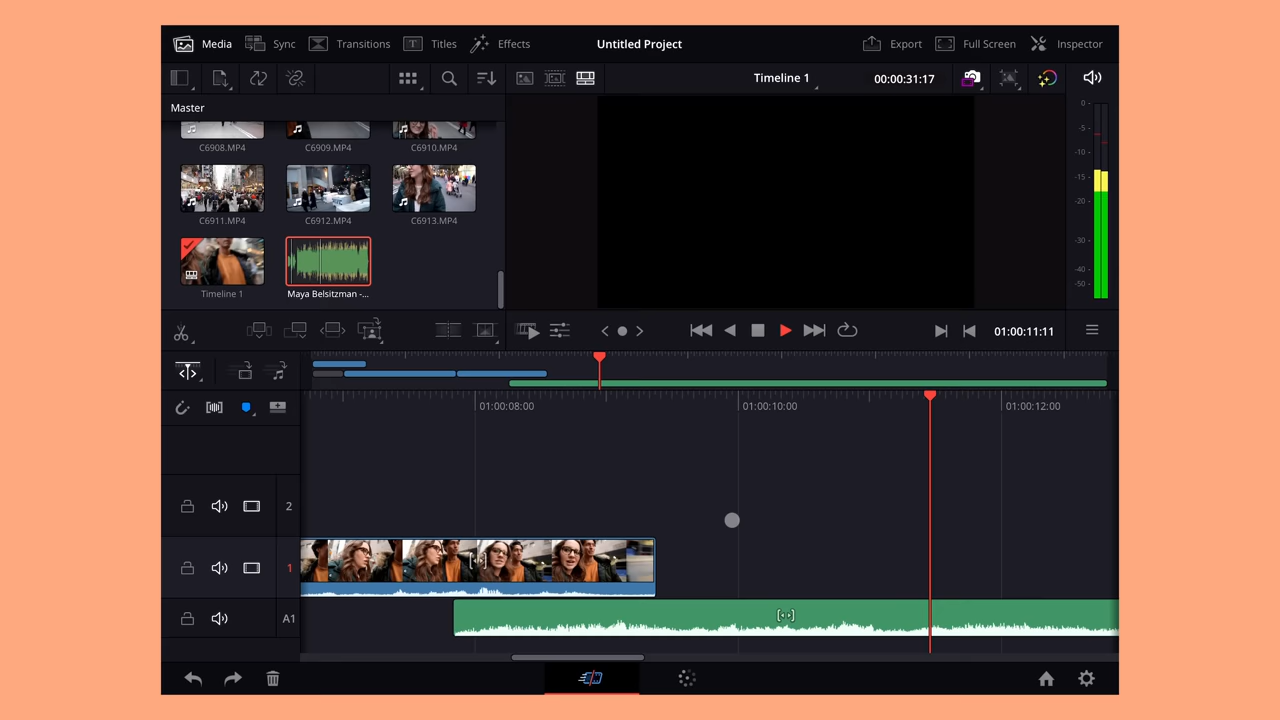 Media Sync Transitions Titles Effects Untitled Project Export Full Screen Inspector
Timeline 1 00:00:31:17
Master
C6908.MP4 C6909.MP4 C6910.MP4
C6911.MP4 C6912.MP4 C6913.MP4
Timeline 1 Maya Belsitzman -...
0 -
-5 -
-10 -
-15 -
-20 -
-30 -
-40 -
-50 -
01:00:11:11
01:00:08:00 01:00:10:00 01:00:12:00
2
1
A1